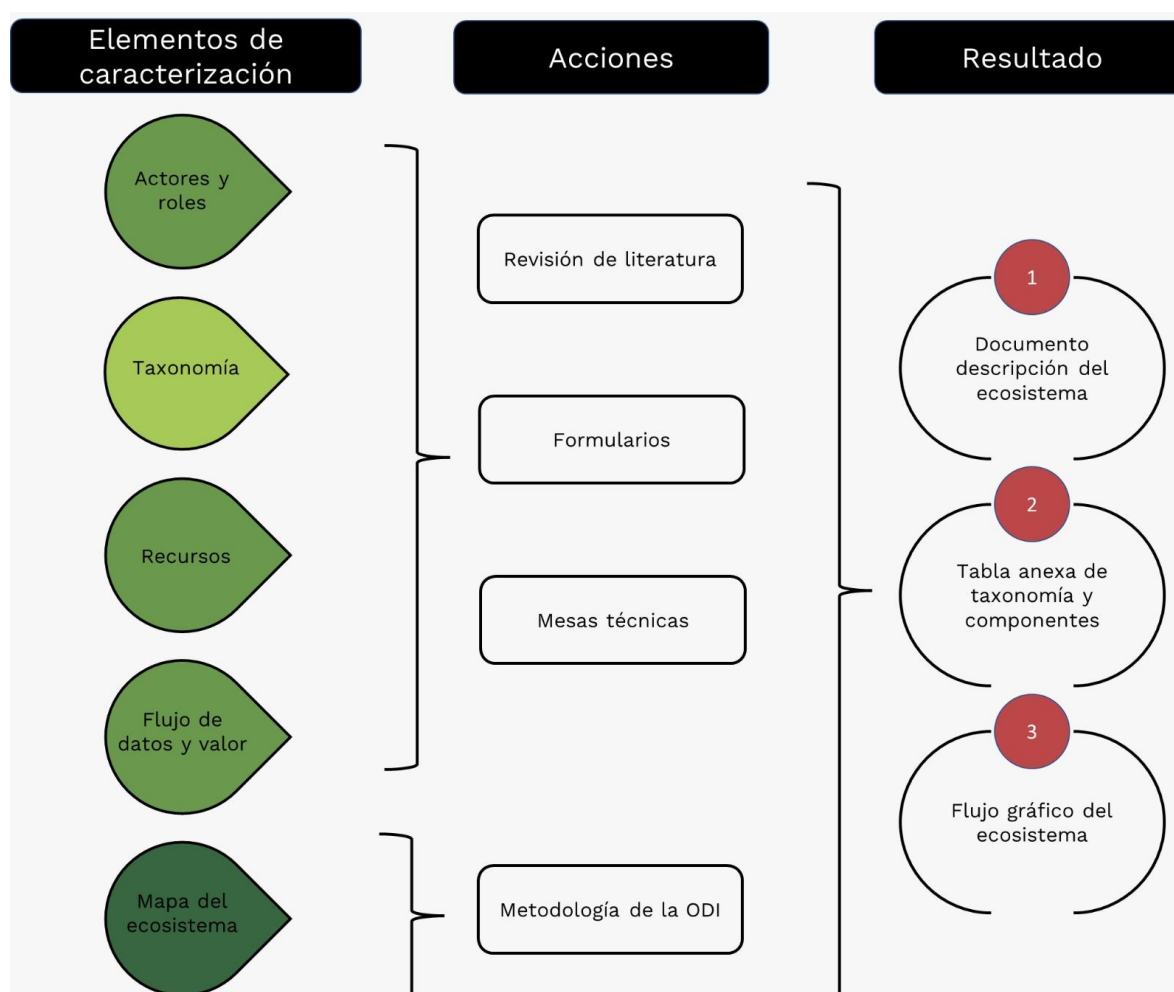 Elementos de
caracterización
Acciones
Resultado
Actores y
roles
Taxonomía
Recursos
Flujo de
datos y valor
Mapa del
ecosistema
Revisión de literatura
Formularios
Mesas técnicas
Metodología de la ODI
1
Documento
descripción del
ecosistema
2
Tabla anexa de
taxonomía y
componentes
3
Flujo gráfico del
ecosistema